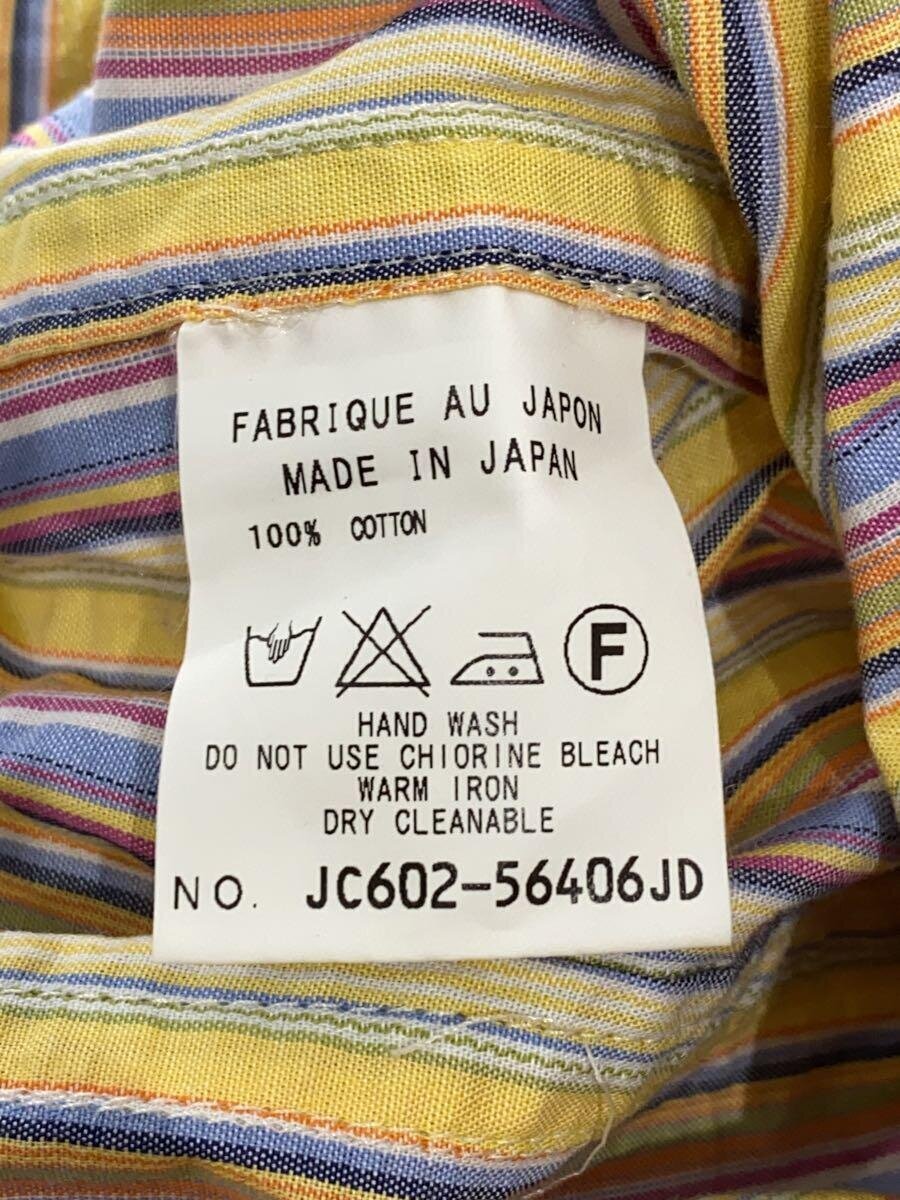 FABRIQUE AU JAPON
MADE IN JAPAN
100% COTTON
F
HAND WASH
DO NOT USE CHIORINE BLEACH
WARM IRON
DRY CLEANABLE
NO. JC602-56406JD